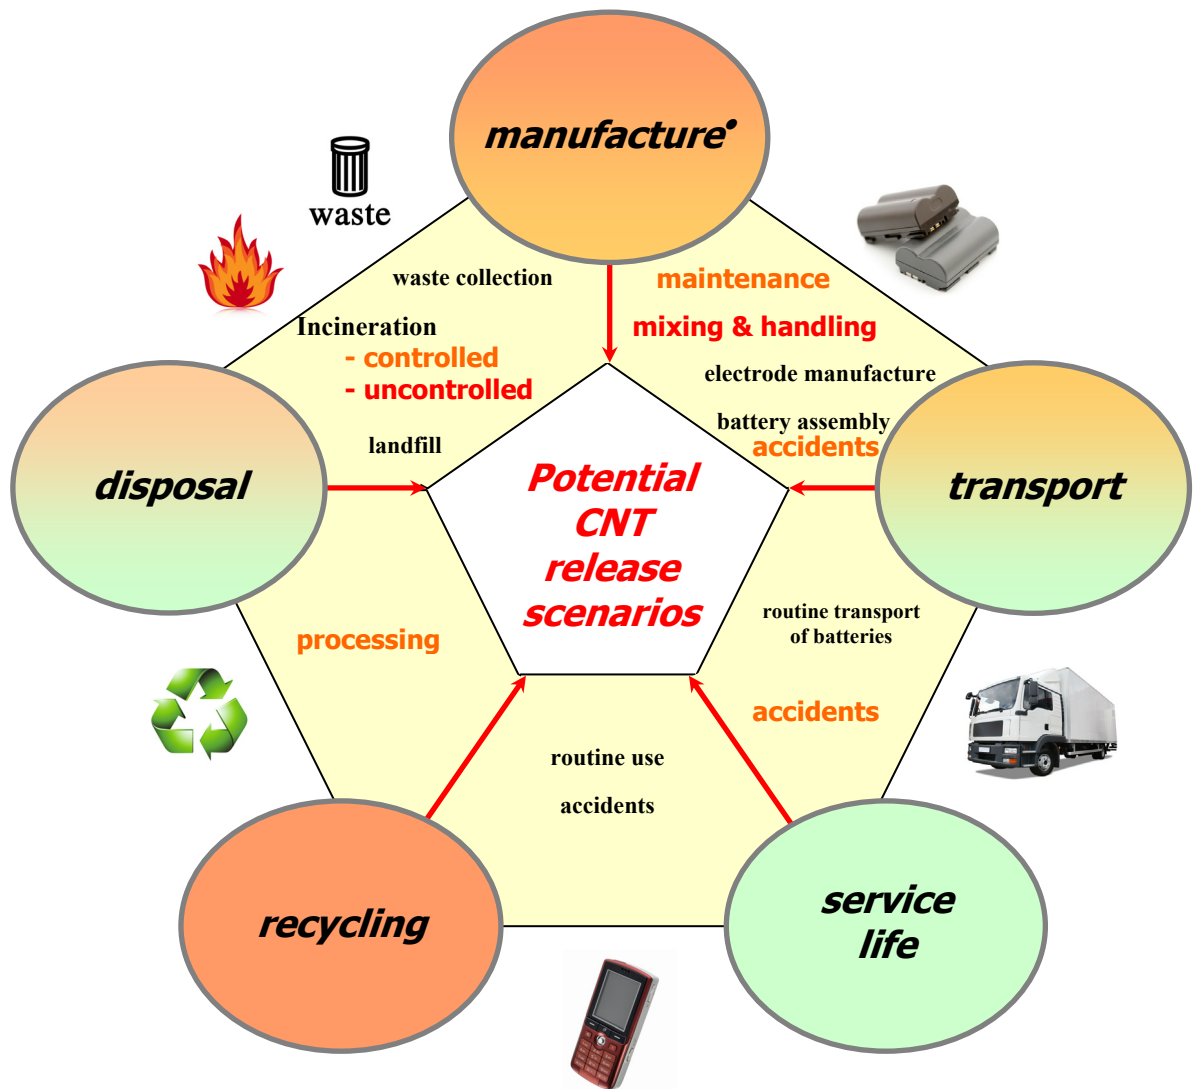 manufacture•
waste
waste collection
maintenance
Incineration
mixing & handling
- controlled
- uncontrolled
electrode manufacture
battery assembly
accidents
landfill
disposal
Potential
CNT
release
scenarios
transport
routine transport
of batteries
processing
accidents
routine use
accidents
recycling
service
life